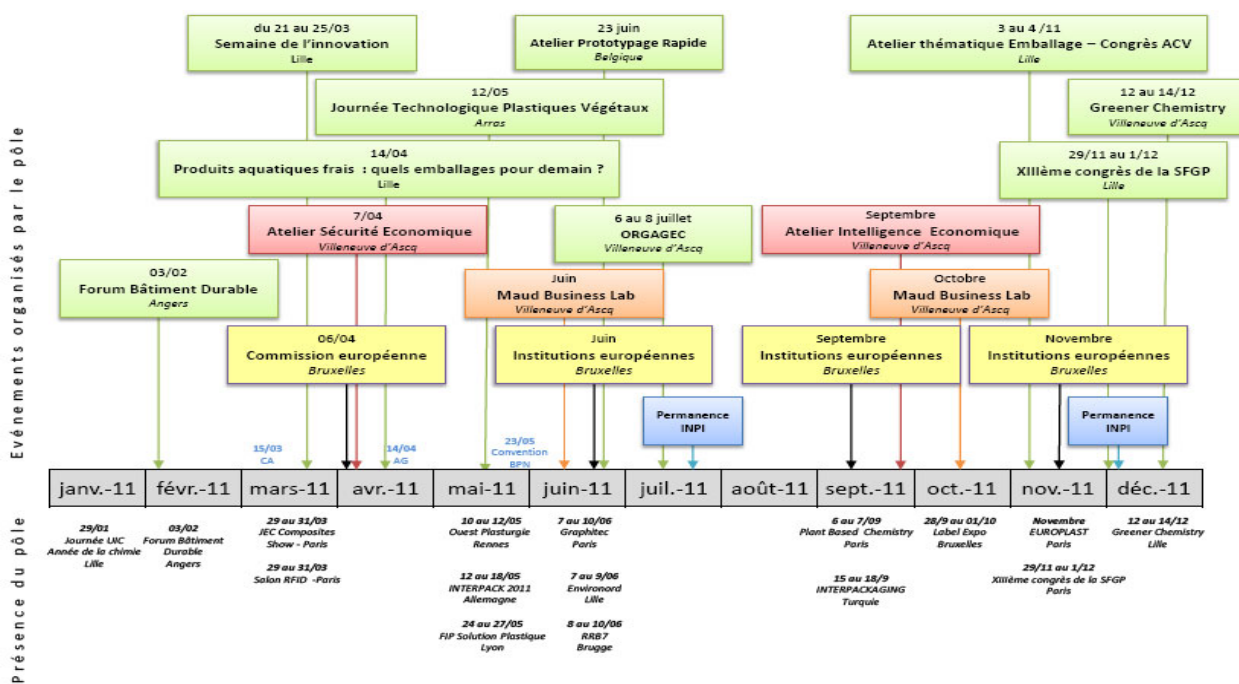 Evénements organisés par le pôle
du 21 au 25/03
Semaine de l'innovation
Lille
23 juin
Atelier Prototypage Rapide
Belgique
3 au 4 /11
Atelier thématique Emballage – Congrès ACV
Lille
12/05
Journée Technologique Plastiques Végétaux
Arras
12 au 14/12
Greener Chemistry
Villeneuve d'Ascq
14/04
Produits aquatiques frais : quels emballages pour demain ?
Lille
29/11 au 1/12
XIIIème congrès de la SFGP
Lille
7/04
Atelier Sécurité Economique
Villeneuve d'Ascq
6 au 8 juillet
ORGAGEC
Villeneuve d'Ascq
Septembre
Atelier Intelligence Economique
Villeneuve d'Ascq
03/02
Forum Bâtiment Durable
Angers
Juin
Maud Business Lab
Villeneuve d'Ascq
Octobre
Maud Business Lab
Villeneuve d'Ascq
06/04
Commission européenne
Bruxelles
Juin
Institutions européennes
Bruxelles
Septembre
Institutions européennes
Bruxelles
Novembre
Institutions européennes
Bruxelles
Permanence
INPI
Permanence
INPI
15/03
CA
14/04
AG
23/05
Convention
BPN
janv.-11 févr.-11 mars-11 avr.-11 mai-11 juin-11 juil.-11 août-11 sept.-11 oct.-11 nov.-11 déc.-11
Présence du pôle
29/01
Journée UIC
Année de la chimie
Lille
03/02
Forum Bâtiment
Durable
Angers
29 au 31/03
JEC Composites
Show - Paris
29 au 31/03
Salon RFID -Paris
10 au 12/05
Ouest Plasturgie
Rennes
12 au 18/05
INTERPACK 2011
Allemagne
24 au 27/05
FIP Solution Plastique
Lyon
7 au 10/06
Graphitec
Paris
7 au 9/06
Environord
Lille
8 au 10/06
RRB7
Brugge
6 au 7/09
Plant Based Chemistry
Paris
15 au 18/9
INTERPACKAGING
Turquie
28/9 au 01/10
Label Expo
Bruxelles
Novembre
EUROPLAST
Paris
29/11 au 1/12
XIIIème congrès de la SFGP
Paris
12 au 14/12
Greener Chemistry
Lille